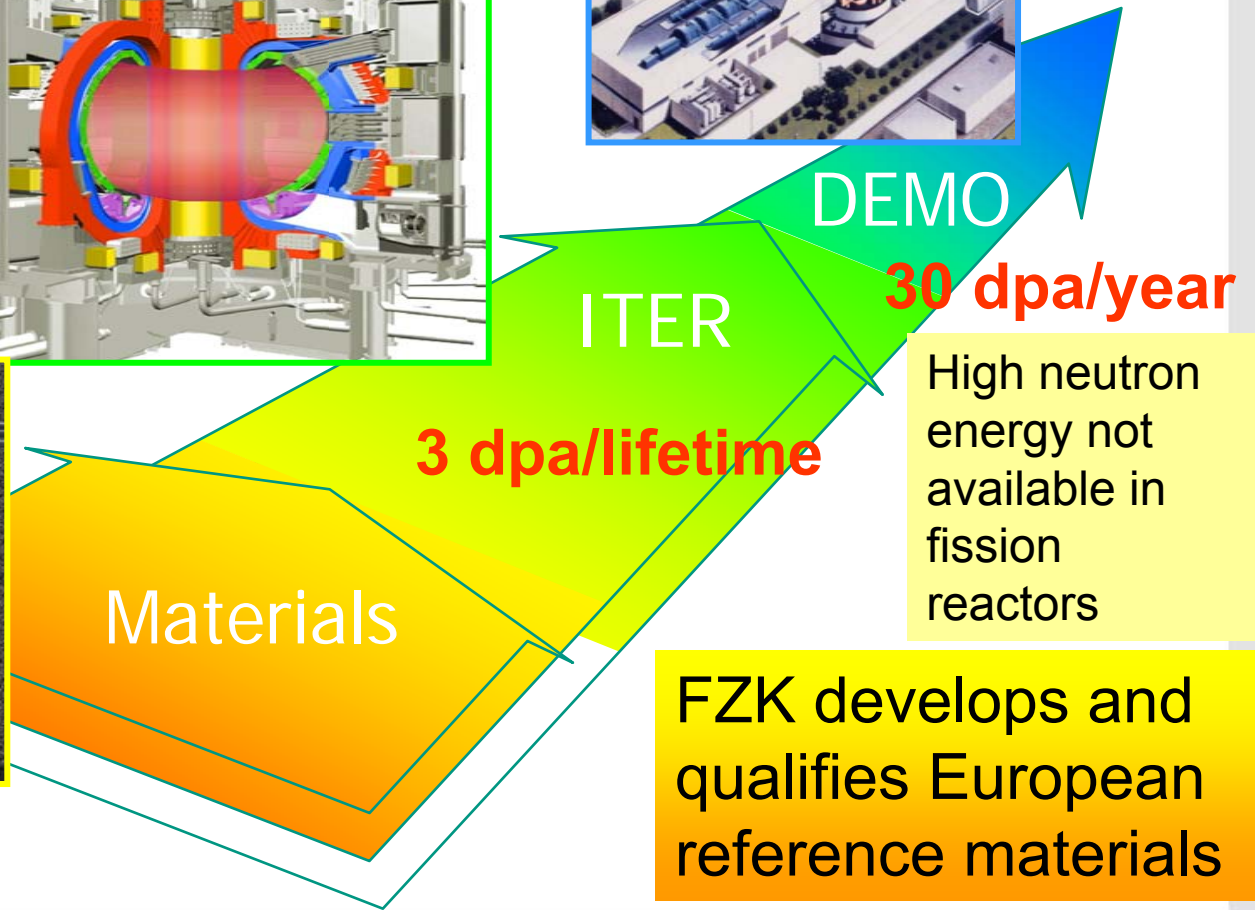 DEMO
30 dpa/year
ITER
High neutron
energy not
available in
fission
reactors
3 dpa/lifetime
Materials
FZK develops and
qualifies European
reference materials